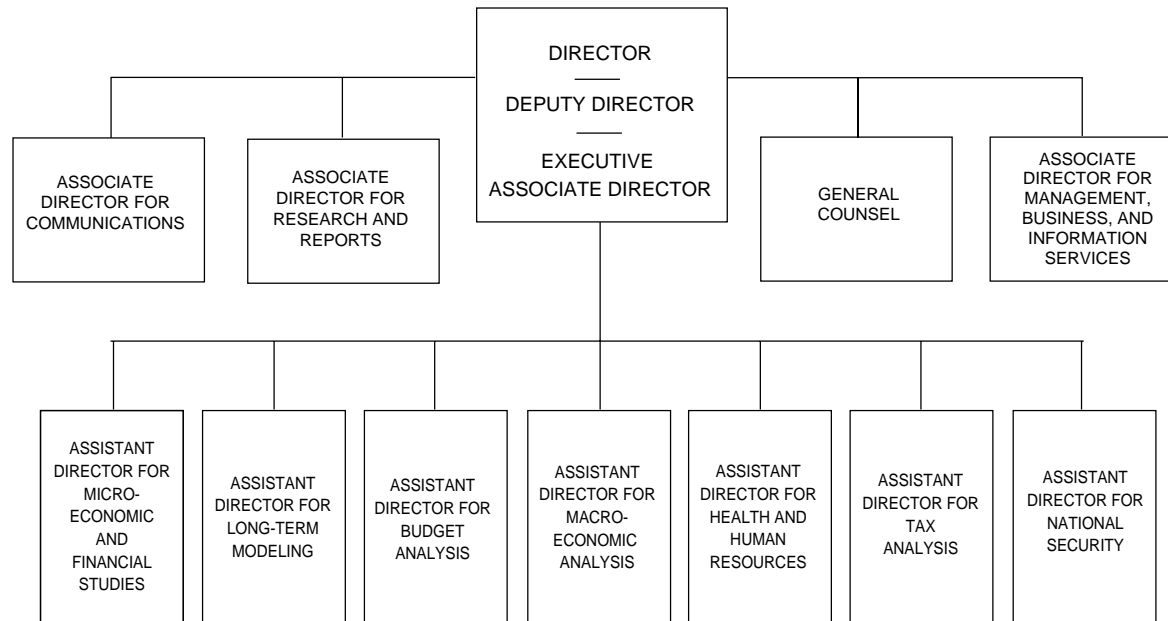 DIRECTOR
DEPUTY DIRECTOR
EXECUTIVE
ASSOCIATE DIRECTOR
ASSOCIATE
DIRECTOR FOR
COMMUNICATIONS
ASSOCIATE
DIRECTOR FOR
RESEARCH AND
REPORTS
GENERAL
COUNSEL
ASSOCIATE
DIRECTOR FOR
MANAGEMENT,
BUSINESS, AND
INFORMATION
SERVICES
ASSISTANT
DIRECTOR FOR
MICRO-
ECONOMIC
AND
FINANCIAL
STUDIES
ASSISTANT
DIRECTOR FOR
LONG-TERM
MODELING
ASSISTANT
DIRECTOR FOR
BUDGET
ANALYSIS
ASSISTANT
DIRECTOR FOR
MACRO-
ECONOMIC
ANALYSIS
ASSISTANT
DIRECTOR FOR
HEALTH AND
HUMAN
RESOURCES
ASSISTANT
DIRECTOR FOR
TAX
ANALYSIS
ASSISTANT
DIRECTOR FOR
NATIONAL
SECURITY